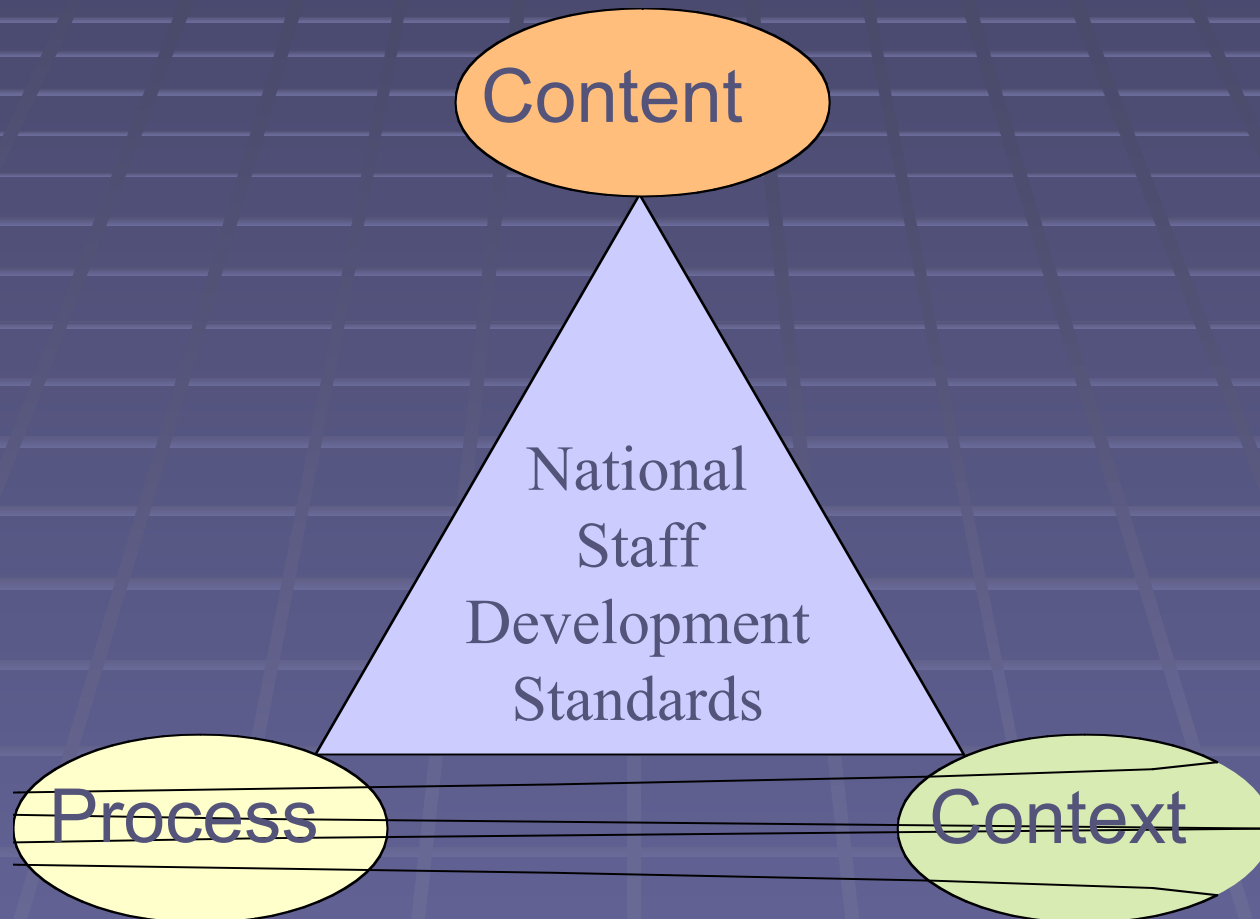 Content
National
Staff
Development
Standards
Process
Context